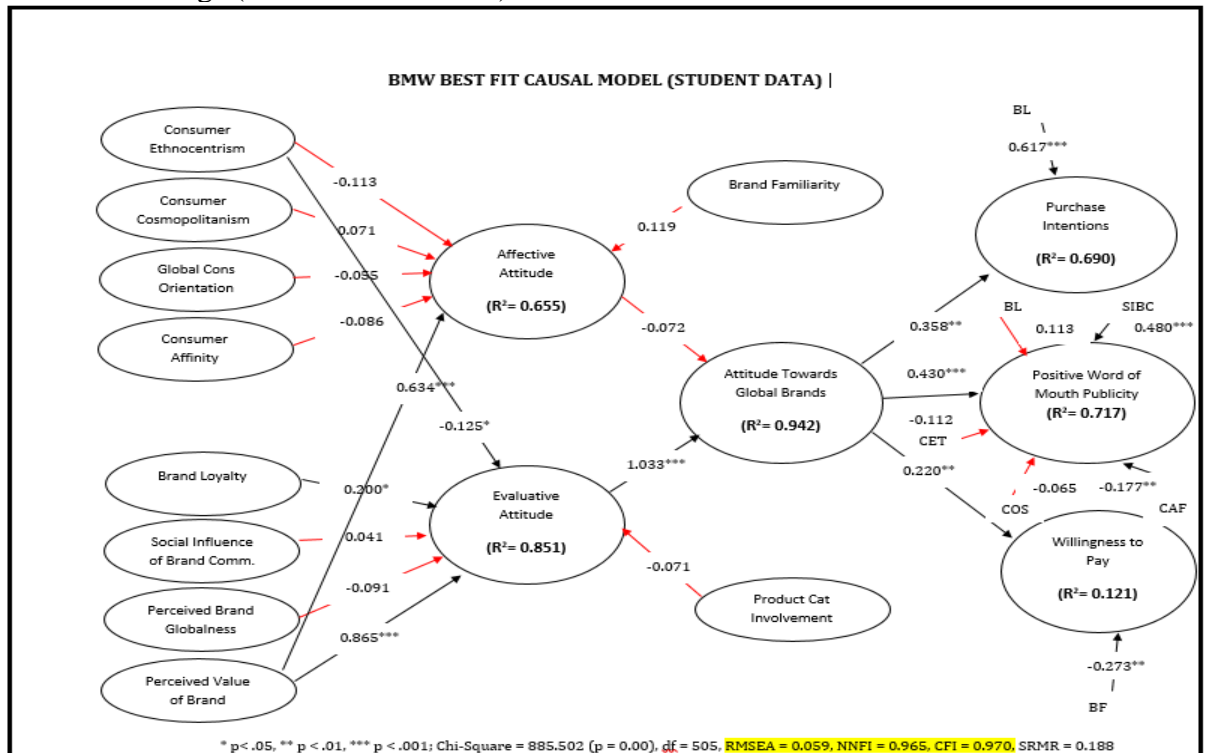 BMW BEST FIT CAUSAL MODEL (STUDENT DATA) |
Consumer
Ethnocentrism
-0.113
Consumer
Cosmopolitanism
0.071
Global Cons
Orientation
-0.055
Consumer
Affinity
-0.086
Affective
Attitude
(R²= 0.655)
Brand Familiarity
0.119
-0.072
0.634***
-0.125*
Brand Loyalty
0.200*
Social Influence
of Brand Comm.
0.041
Perceived Brand
Globalness
-0.091
Perceived Value
of Brand
0.865***
Evaluative
Attitude
(R²= 0.851)
1.033***
-0.071
Product Cat
Involvement
Attitude Towards
Global Brands
(R²= 0.942)
BL
0.617***
Purchase
Intentions
(R²= 0.690)
0.358**
BL
0.113
SIBC
0.480***
0.430***
Positive Word of
Mouth Publicity
(R²= 0.717)
-0.112
CET
0.220**
COS
-0.065
-0.177**
CAF
Willingness to
Pay
(R²= 0.121)
-0.273**
BF
* p< .05, ** p < .01, *** p < .001; Chi-Square = 885.502 (p = 0.00), df = 505, RMSEA = 0.059, NNFI = 0.965, CFI = 0.970, SRMR = 0.188